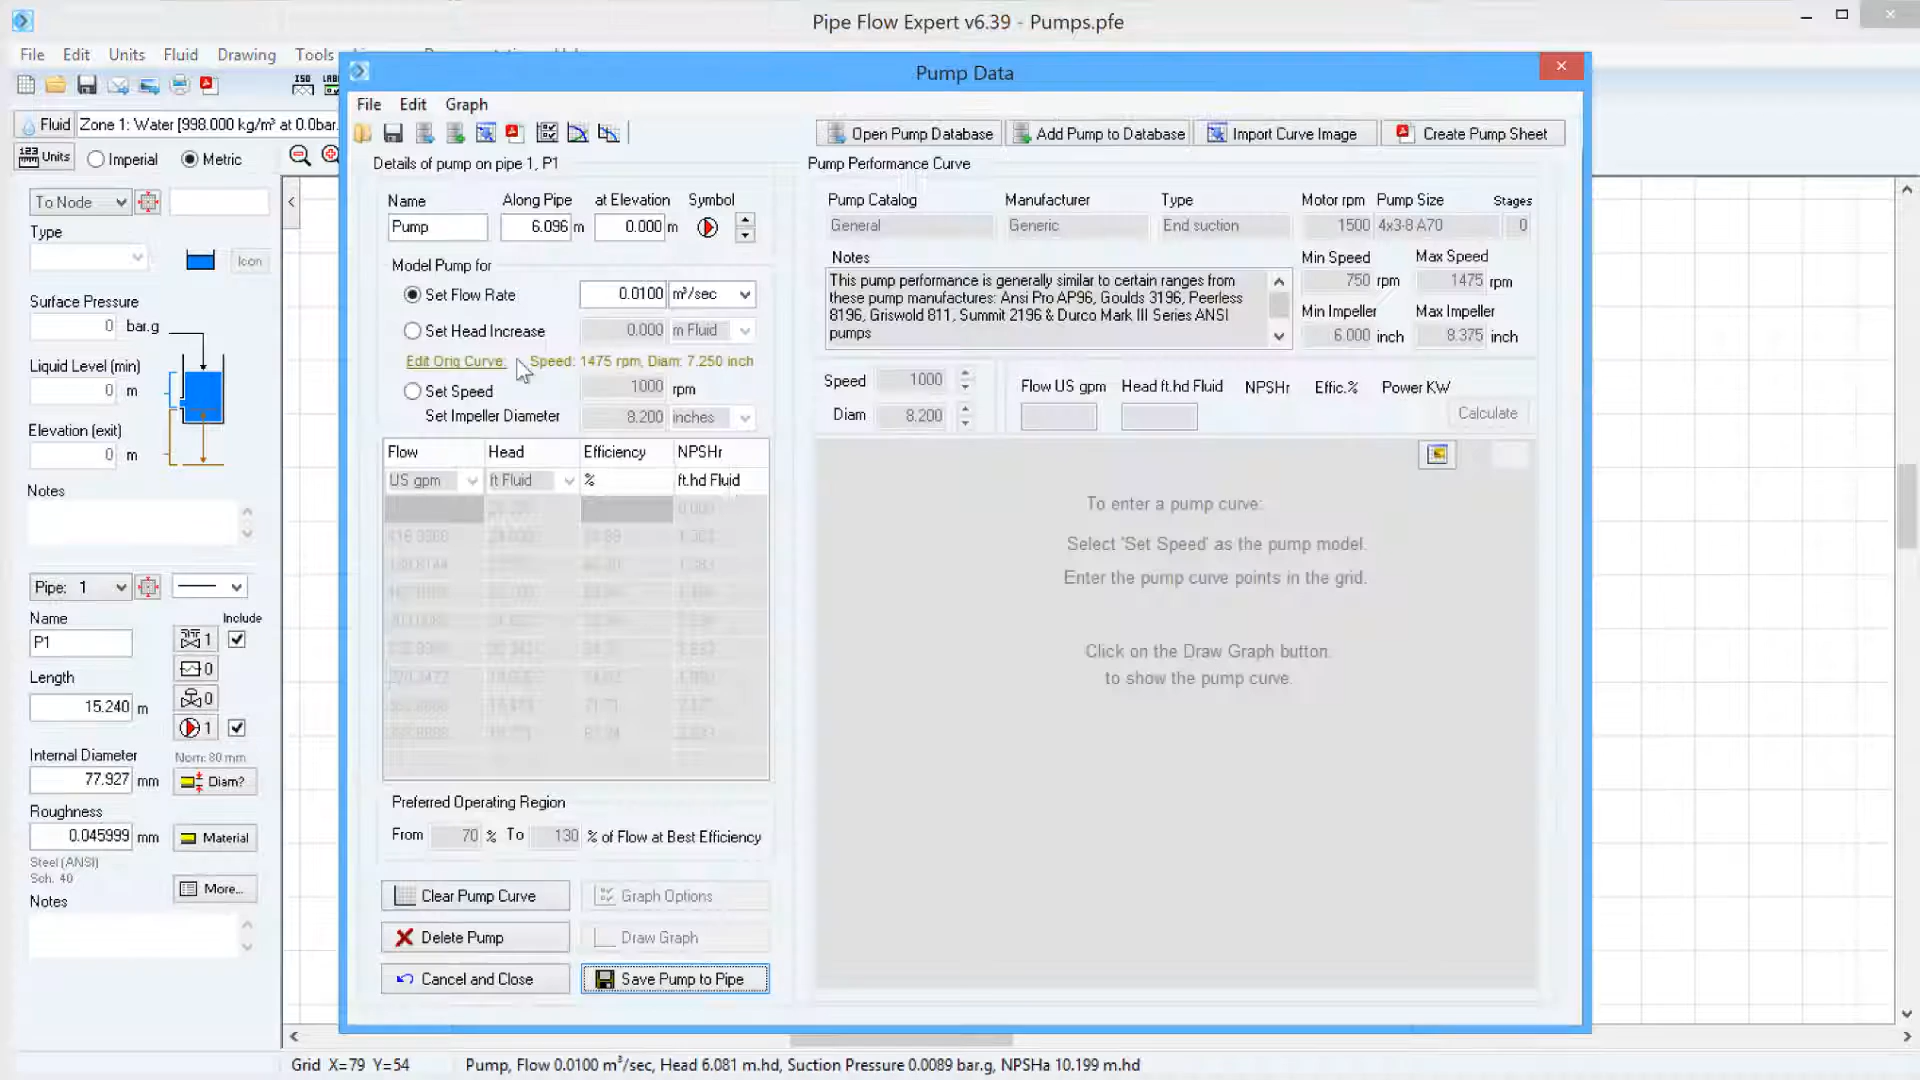 Pipe Flow Expert v6.39 - Pumps.pfe
File Edit Units Fluid Drawing Tools
Pump Data
File Edit Graph
Fluid Zone 1: Water [998.000 kg/m³ at 0.0bar.
Open Pump Database Add Pump to Database Import Curve Image Create Pump Sheet
Units Imperial Metric
Details of pump on pipe 1, P1
Pump Performance Curve
To Node
Type
Icon
Surface Pressure
0 bar.g
Liquid Level (min)
0 m
Elevation (exit)
0 m
Notes
Pipe: 1
Name Include
P1
1
0
Length
15.240 m
0
1
Internal Diameter Nom: 80 mm
77.927 mm Diam?
Roughness
0.045999 mm Material
Steel (ANSI)
Sch. 40
More...
Notes
Name Along Pipe at Elevation Symbol
Pump 6.096 m 0.000 m
Model Pump for
Set Flow Rate 0.0100 m³/sec
Set Head Increase 0.000 m Fluid
Edit Orig Curve: Speed: 1475 rpm, Diam: 7.250 inch
Set Speed 1000 rpm
Set Impeller Diameter 8.200 inches
Flow Head Efficiency NPSHr
US gpm ft Fluid % ft.hd Fluid
Preferred Operating Region
From 70 % To 130 % of Flow at Best Efficiency
Clear Pump Curve Graph Options
Delete Pump Draw Graph
Cancel and Close Save Pump to Pipe
Pump Catalog Manufacturer Type Motor rpm Pump Size Stages
General Generic End suction 1500 4x3-8 A70 0
Notes
This pump performance is generally similar to certain ranges from
these pump manufactures: Ansi Pro AP96, Goulds 3196, Peerless
8196, Griswold 811, Summit 2196 & Durco Mark III Series ANSI
pumps
Min Speed Max Speed
750 rpm 1475 rpm
Min Impeller Max Impeller
6.000 inch 8.375 inch
Speed 1000
Diam 8.200
Flow US gpm Head ft.hd Fluid NPSHr Effic.% Power KW
Calculate
To enter a pump curve:
Select 'Set Speed' as the pump model.
Enter the pump curve points in the grid.
Click on the Draw Graph button.
to show the pump curve.
Grid X=79 Y=54 Pump, Flow 0.0100 m³/sec, Head 6.081 m.hd, Suction Pressure 0.0089 bar.g, NPSHa 10.199 m.hd